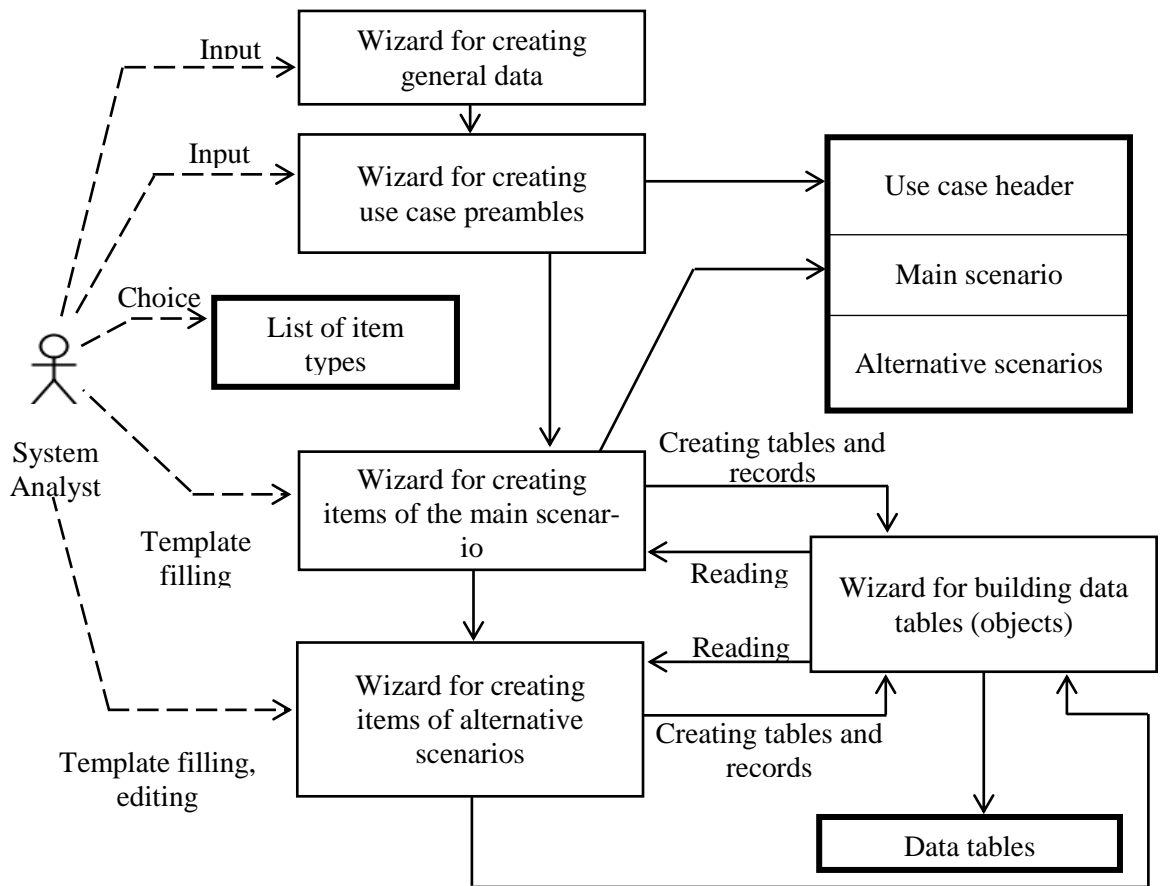 Input
Wizard for creating
general data
Input
Wizard for creating
use case preambles
Use case header
Main scenario
Alternative scenarios
Choice
List of item
types
System
Analyst
Template
filling
Wizard for creating
items of the main scenar-
io
Creating tables and
records
Reading
Wizard for building data
tables (objects)
Reading
Template filling,
editing
Wizard for creating
items of alternative
scenarios
Creating tables and
records
Data tables